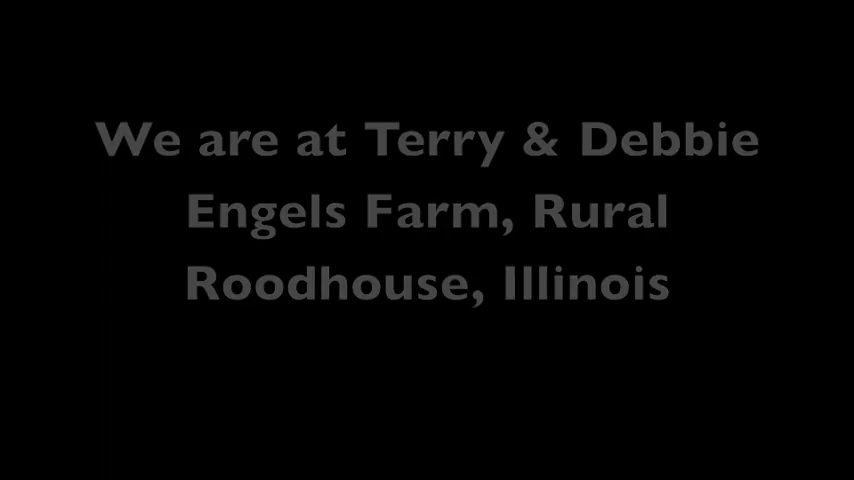 We are at Terry & Debbie
Engels Farm, Rural
Roodhouse, Illinois